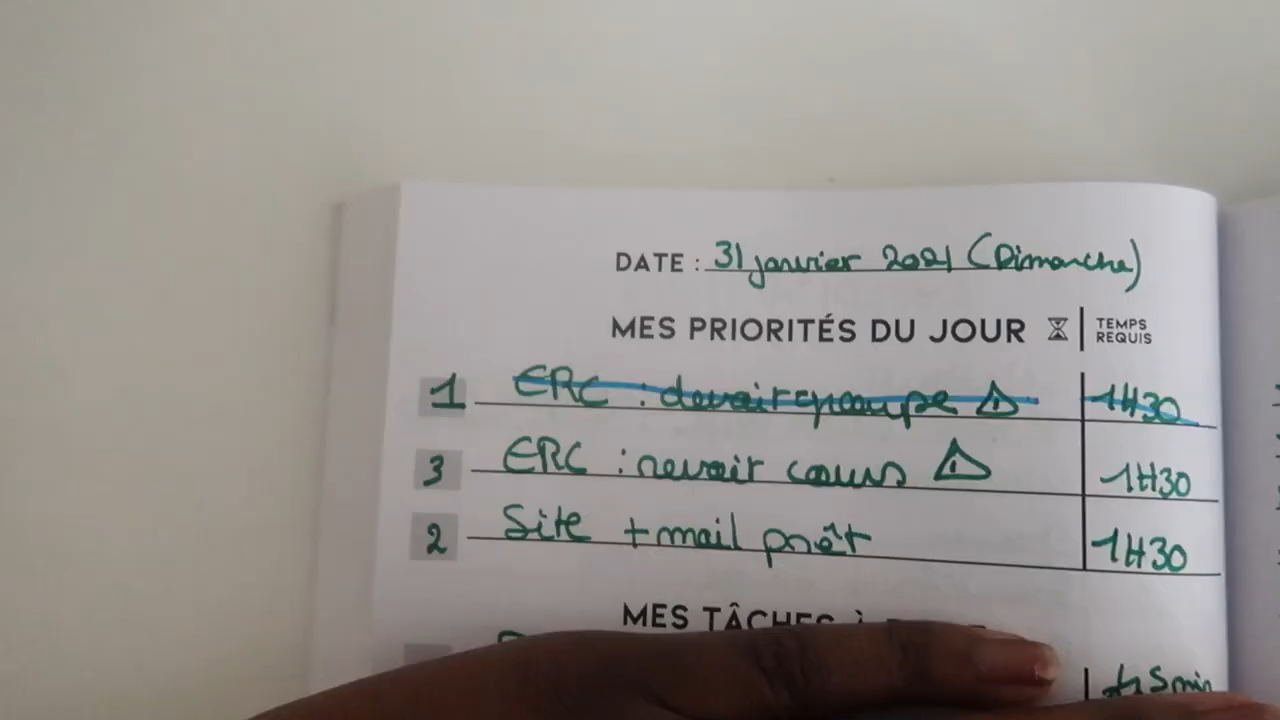 DATE : 31 janvier 2021 (Dimanche)
MES PRIORITÉS DU JOUR
TEMPS REQUIS
1 ERC : devoir groupe 1H30
3 ERC : revoir cours 1H30
2 Site + mail prêt 1H30
MES TÂCHES À
5min